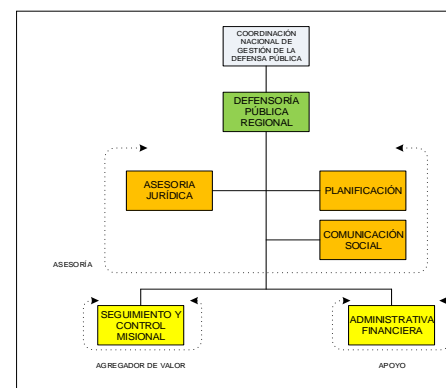 COORDINACIÓN
NACIONAL DE
GESTIÓN DE LA
DEFENSA PÚBLICA
DEFENSORÍA
PÚBLICA
REGIONAL
ASESORIA
JURÍDICA
PLANIFICACIÓN
COMUNICACIÓN
SOCIAL
ASESORÍA
SEGUIMIENTO Y
CONTROL
MISIONAL
ADMINISTRATIVA
FINANCIERA
AGREGADOR DE VALOR
APOYO